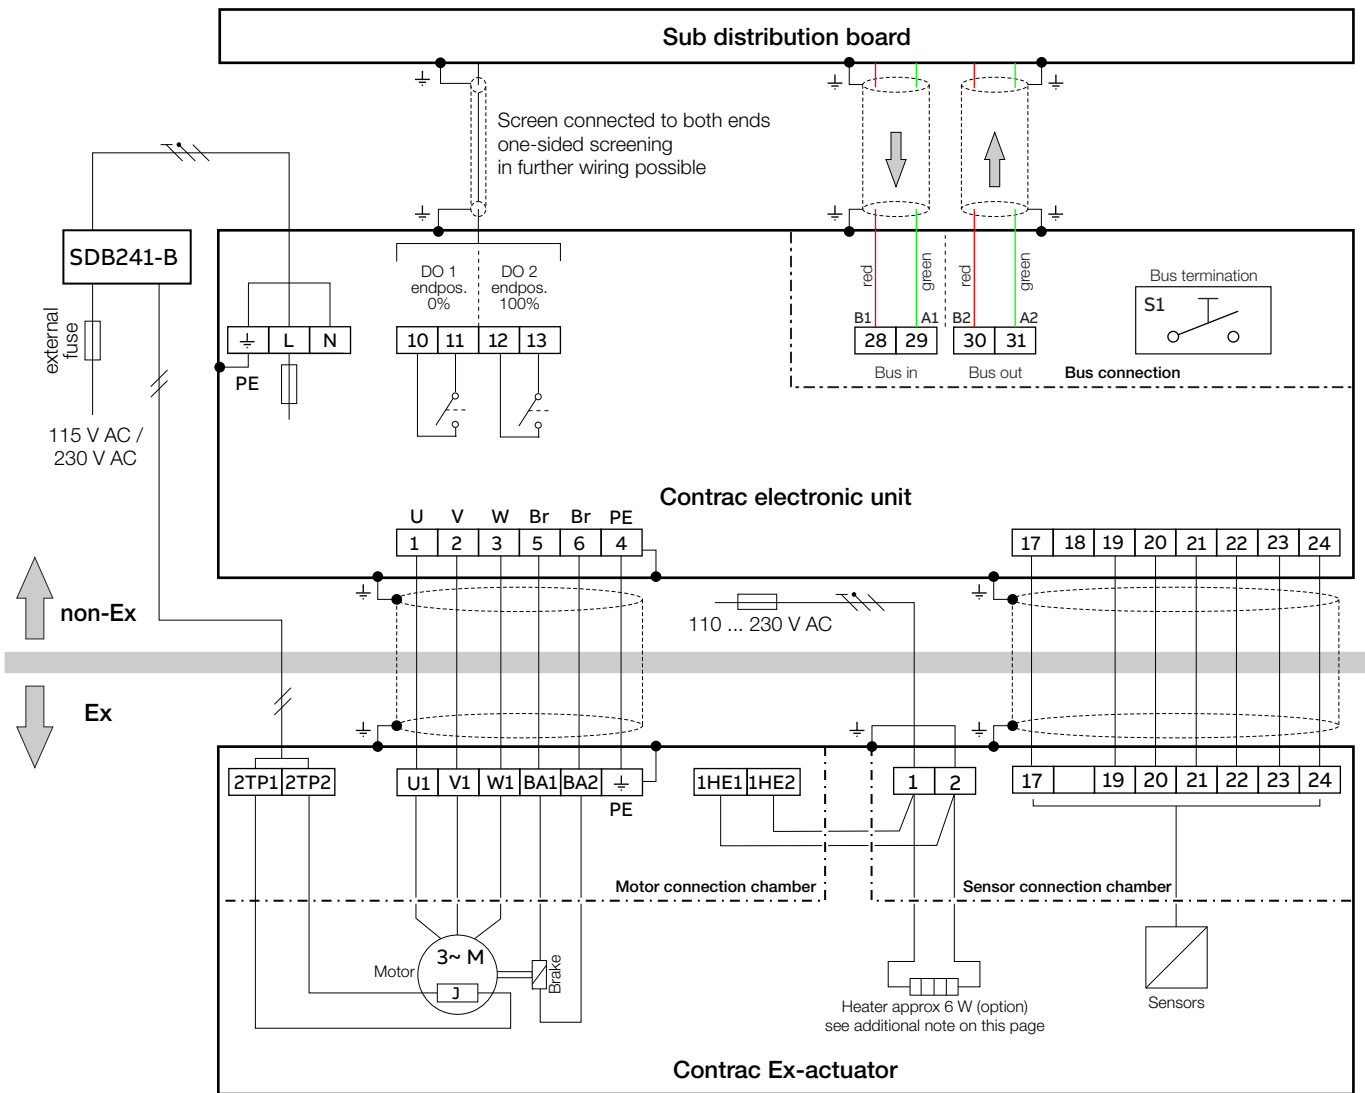 Sub distribution board
Screen connected to both ends
one-sided screening
in further wiring possible
SDB241-B
external
fuse
115 V AC /
230 V AC
L N
PE
DO 1
endpos.
0%
DO 2
endpos.
100%
10 11 12 13
red green red green
B1 A1 B2 A2
28 29 30 31
Bus in Bus out Bus connection
Bus termination
S1
Contrac electronic unit
U V W Br Br PE
1 2 3 5 6 4
17 18 19 20 21 22 23 24
non-Ex
110 ... 230 V AC
Ex
2TP1 2TP2
U1 V1 W1 BA1 BA2
PE
1HE1 1HE2
1 2
17 19 20 21 22 23 24
Motor connection chamber
Sensor connection chamber
3~ M
Motor
J
Brake
Heater approx 6 W (option)
see additional note on this page
Sensors
Contrac Ex-actuator